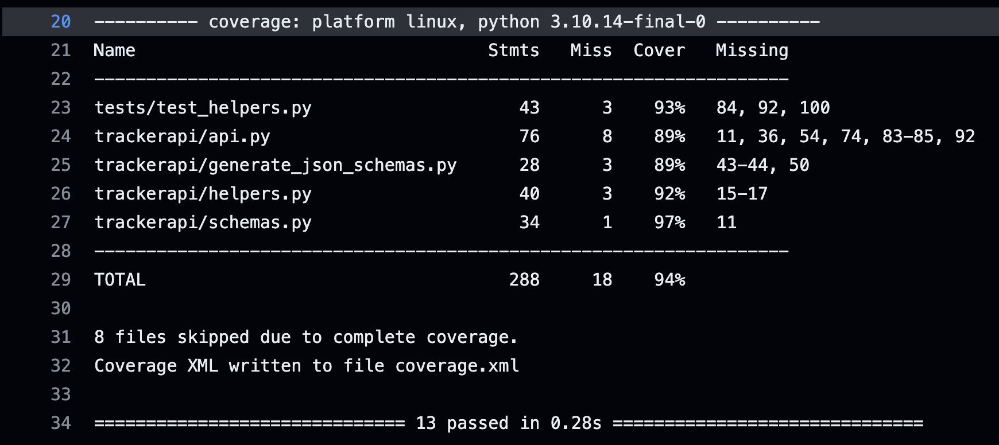 20 ---------- coverage: platform linux, python 3.10.14-final-0 ----------
21 Name                                  Stmts   Miss  Cover   Missing
22 -------------------------------------------------------------------
23 tests/test_helpers.py                    43      3    93%   84, 92, 100
24 trackerapi/api.py                        76      8    89%   11, 36, 54, 74, 83-85, 92
25 trackerapi/generate_json_schemas.py      28      3    89%   43-44, 50
26 trackerapi/helpers.py                    40      3    92%   15-17
27 trackerapi/schemas.py                    34      1    97%   11
28 -------------------------------------------------------------------
29 TOTAL                                   288     18    94%
30
31 8 files skipped due to complete coverage.
32 Coverage XML written to file coverage.xml
33
34 ============================== 13 passed in 0.28s ==============================